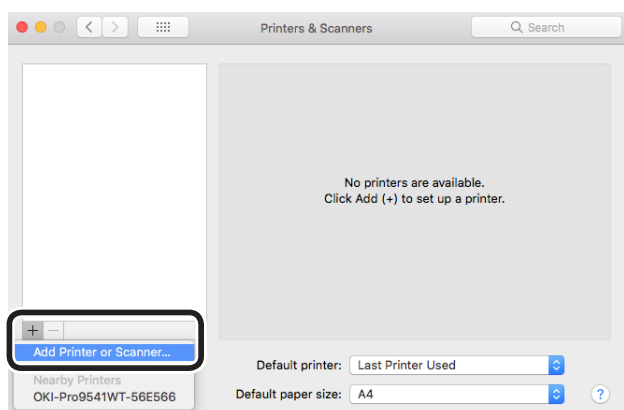 Printers & Scanners
Search
No printers are available.
Click Add (+) to set up a printer.
+ −
Add Printer or Scanner...
Nearby Printers
OKI-Pro9541WT-56E566
Default printer: Last Printer Used
Default paper size: A4
?